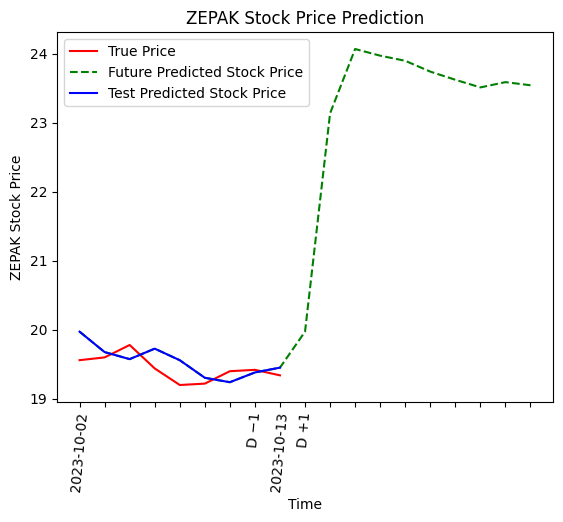 ZEPAK Stock Price Prediction
True Price
Future Predicted Stock Price
Test Predicted Stock Price
24
23
22
21
20
19
ZEPAK Stock Price
2023-10-02
D −1
2023-10-13
D +1
Time